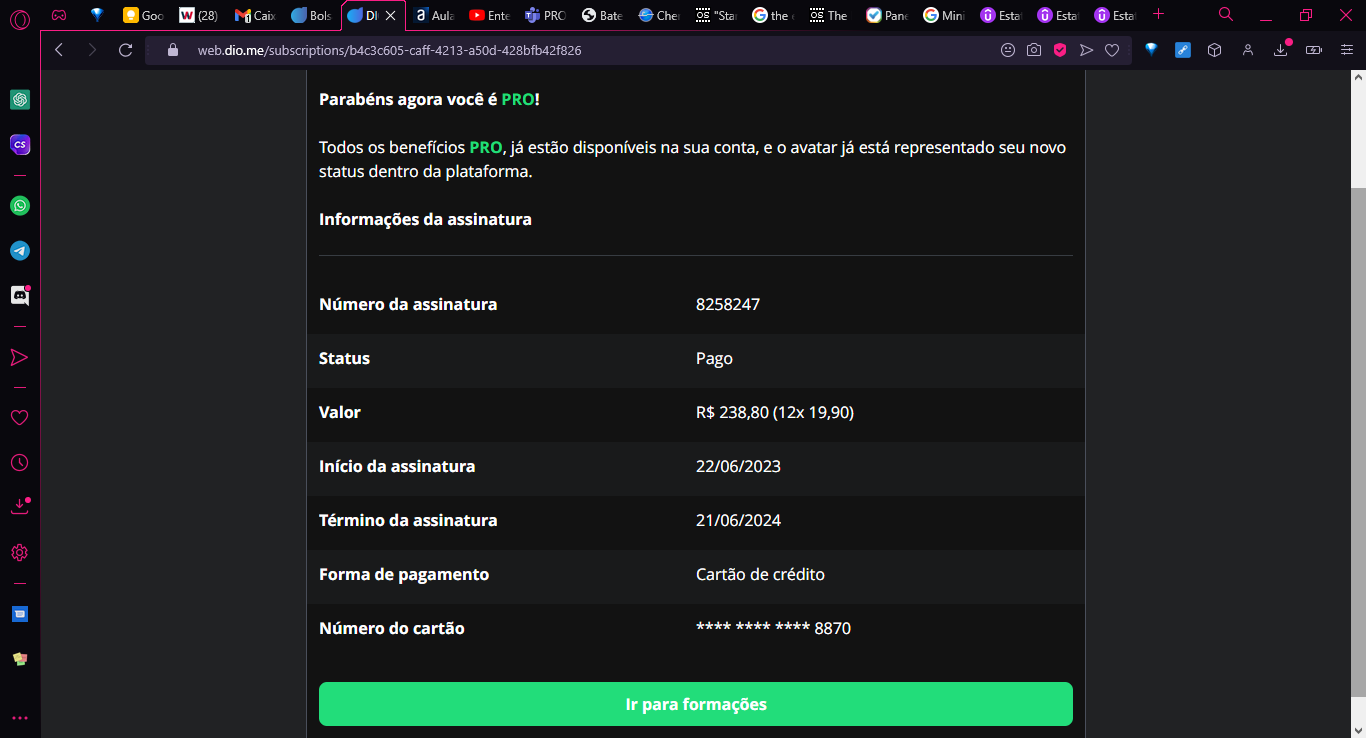 Goo
(28)
Caix
Bols
DI
Aula
Ente
PRO
Bate
Cher
"Star
the
The
Pane
Mini
Esta
Esta
Esta
web.dio.me/subscriptions/b4c3c605-caff-4213-a50d-428bfb42f826
Parabéns agora você é PRO!
Todos os benefícios PRO, já estão disponíveis na sua conta, e o avatar já está representado seu novo
status dentro da plataforma.
Informações da assinatura
Número da assinatura 8258247
Status Pago
Valor R$ 238,80 (12x 19,90)
Início da assinatura 22/06/2023
Término da assinatura 21/06/2024
Forma de pagamento Cartão de crédito
Número do cartão **** **** **** 8870
Ir para formações